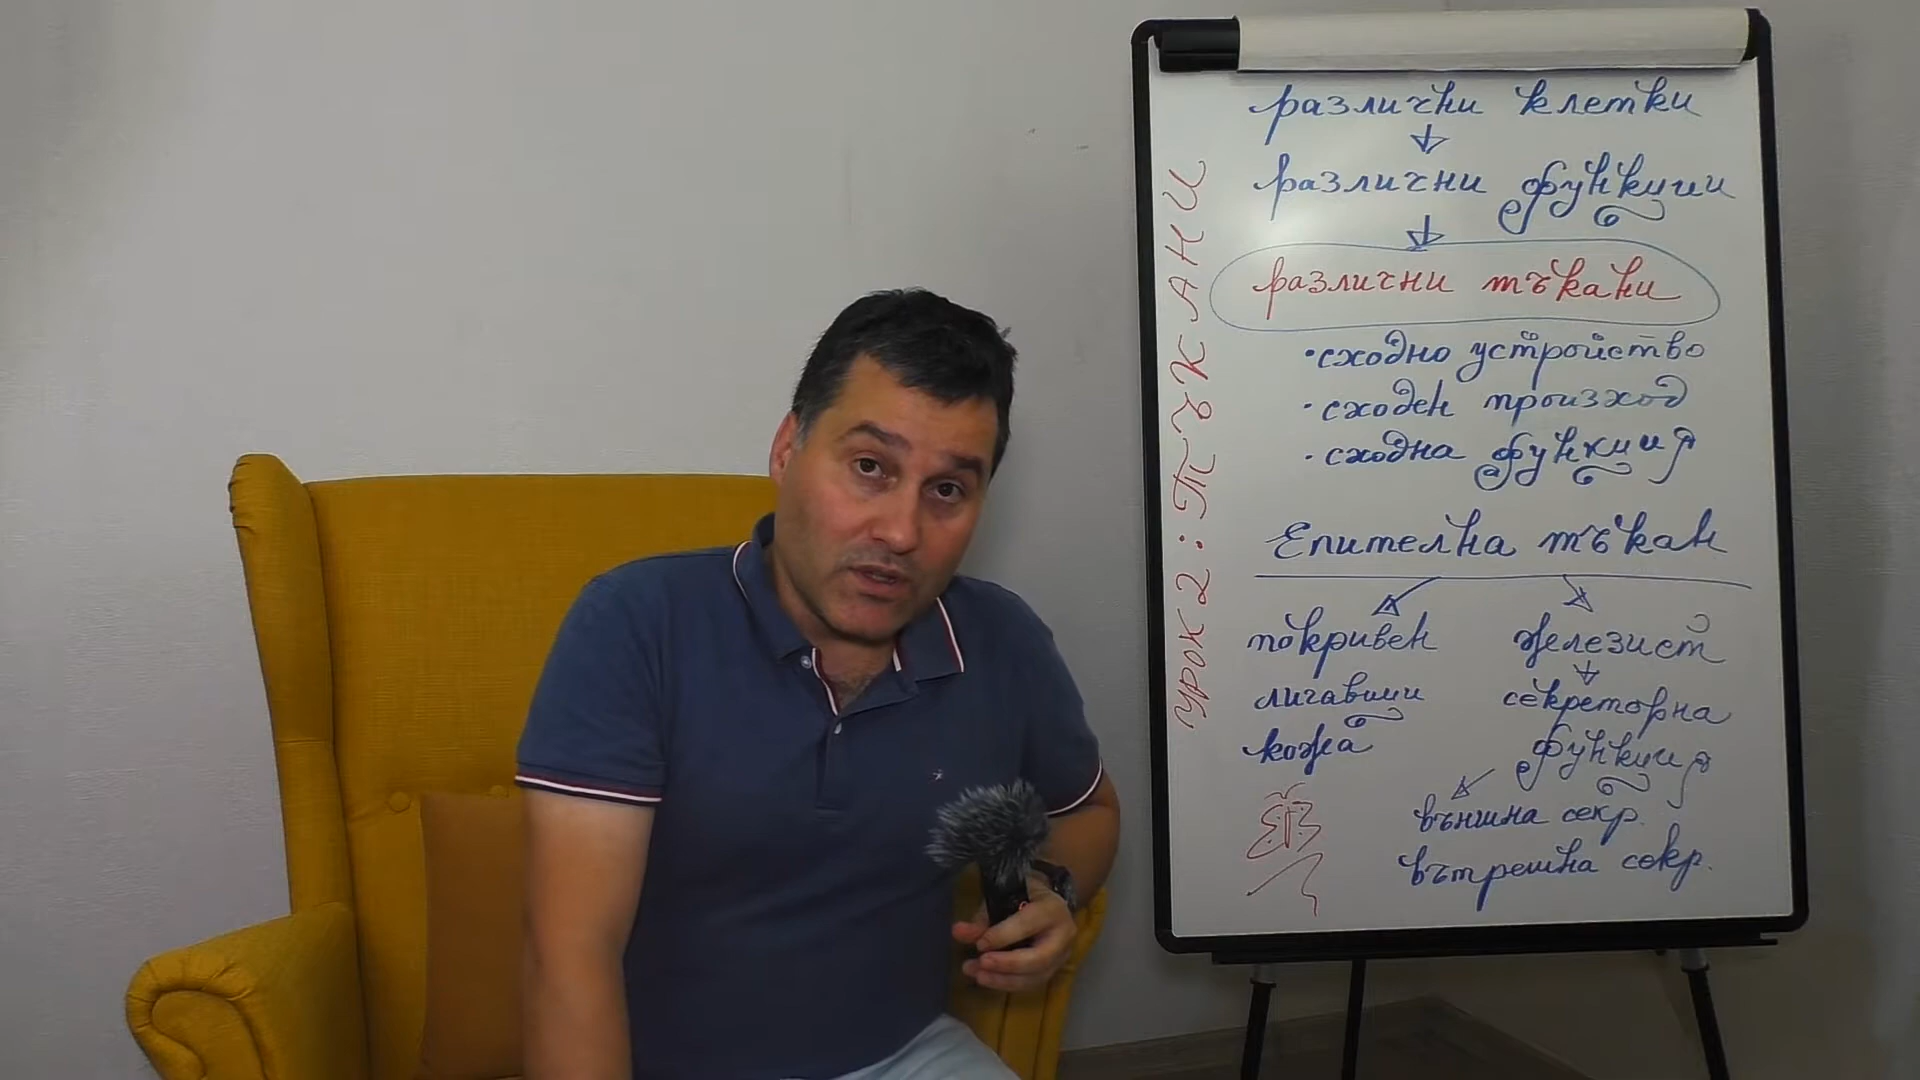 УРОК 2: ТЪКАНИ
различни клетки
различни функции
различни тъкани
• сходно устройство
• сходен произход
• сходна функция
Епителна тъкан
покривен железист
лигавици секреторна
кожа функция
външна секр.
вътрешна секр.